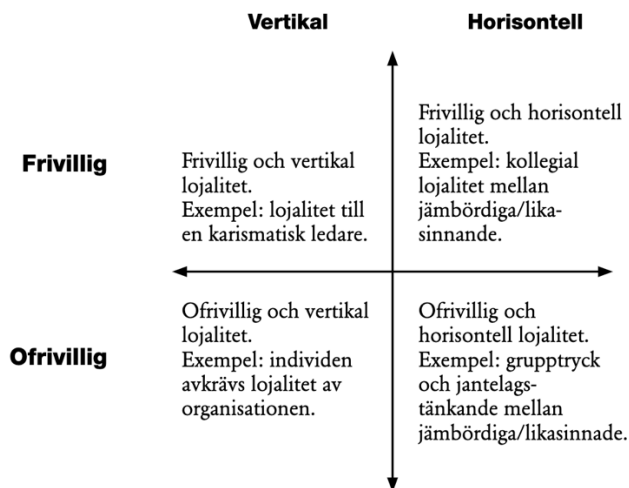 Vertikal
Horisontell
Frivillig
Frivillig och vertikal
lojalitet.
Exempel: lojalitet till
en karismatisk ledare.
Frivillig och horisontell
lojalitet.
Exempel: kollegial
lojalitet mellan
jämbördiga/lika-
sinnande.
Ofrivillig
Ofrivillig och vertikal
lojalitet.
Exempel: individen
avkrävs lojalitet av
organisationen.
Ofrivillig och
horisontell lojalitet.
Exempel: grupptryck
och jantelags-
tänkande mellan
jämbördiga/likasinnade.